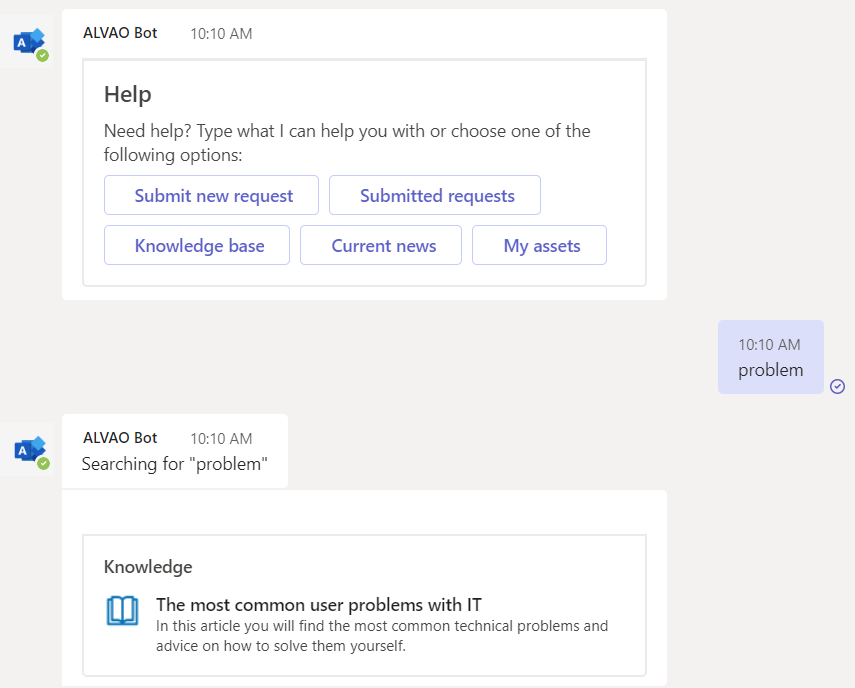 ALVAO Bot 10:10 AM
Help
Need help? Type what I can help you with or choose one of the
following options:
Submit new request Submitted requests
Knowledge base Current news My assets
10:10 AM
problem
A
ALVAO Bot 10:10 AM
Searching for "problem"
Knowledge
The most common user problems with IT
In this article you will find the most common technical problems and
advice on how to solve them yourself.